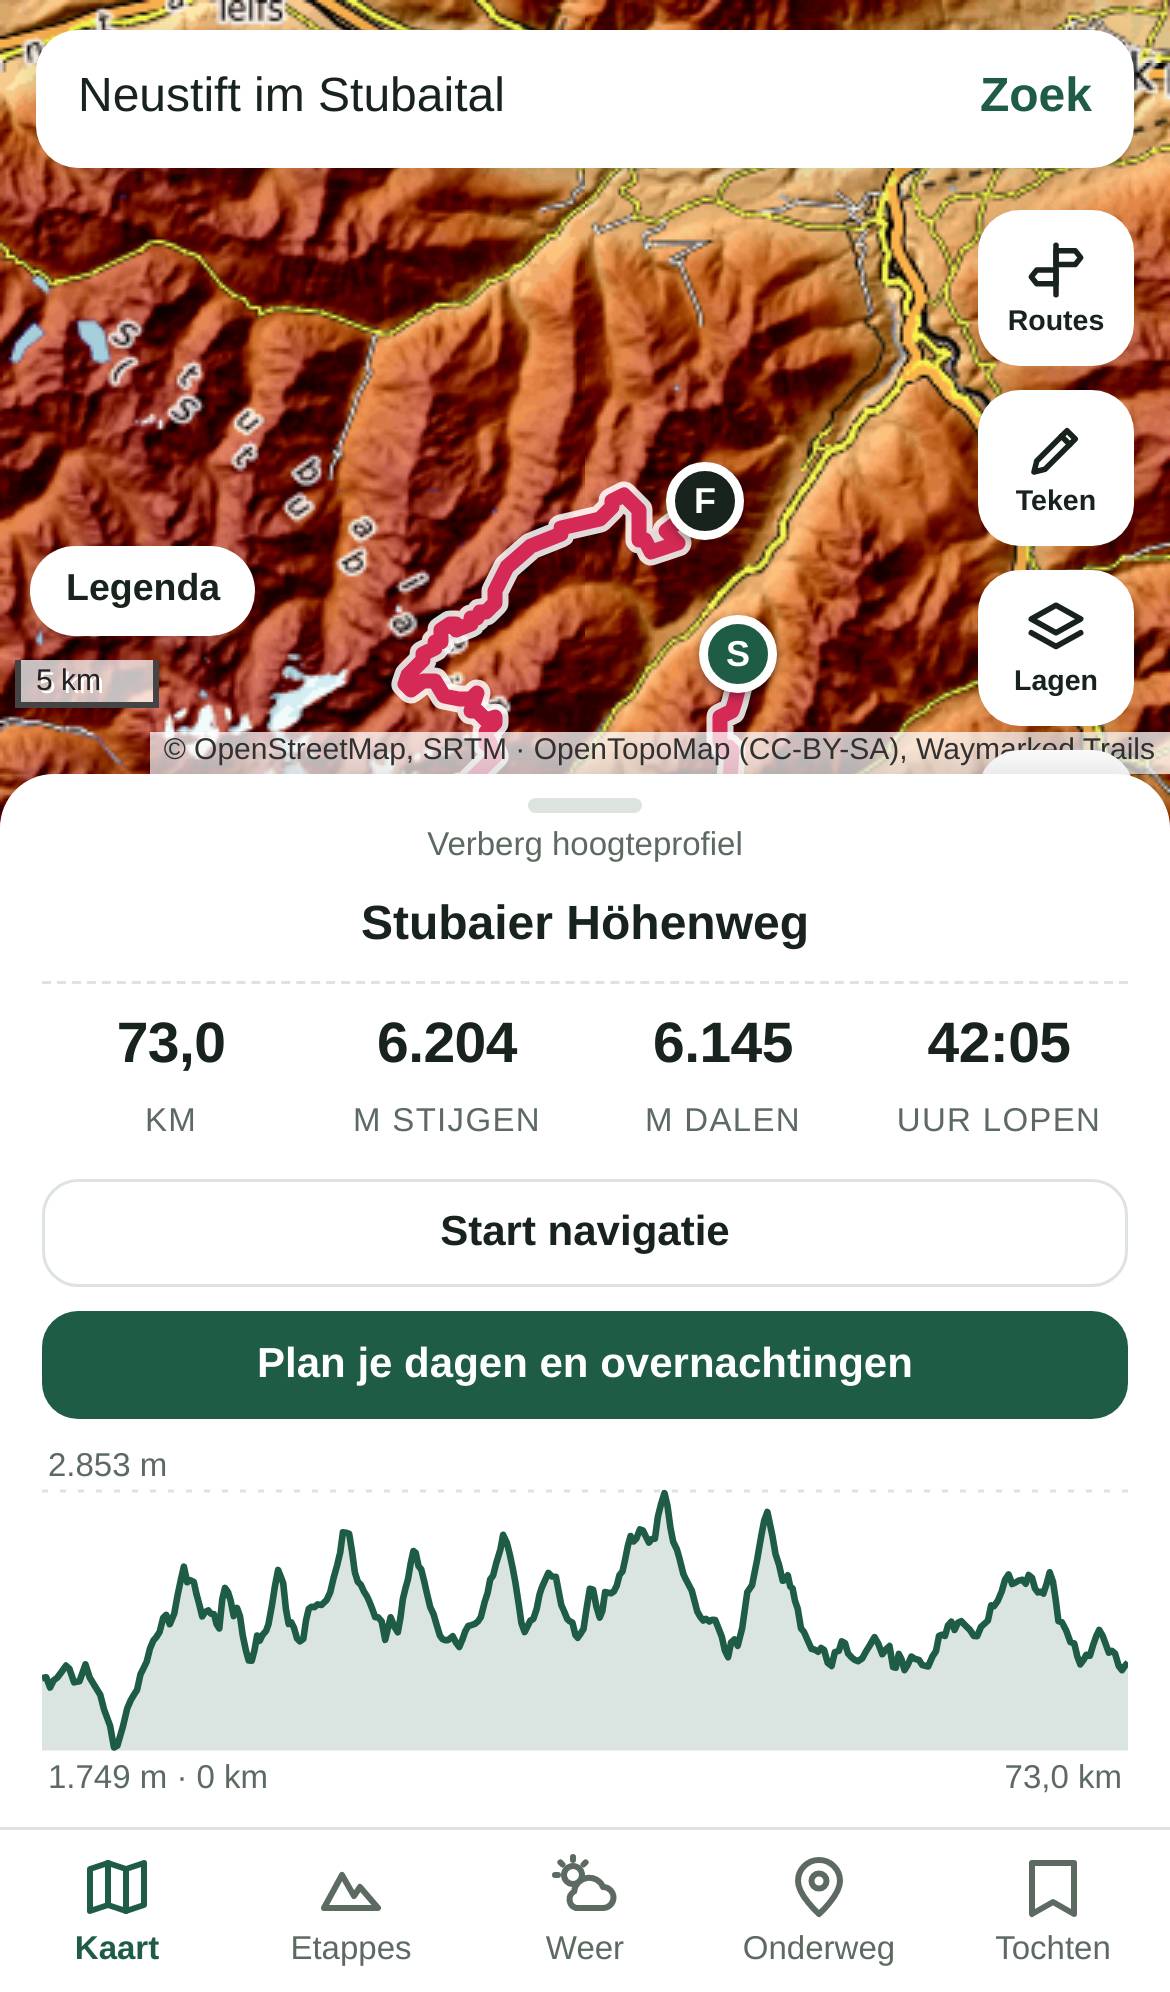 telfs
Neustift im Stubaital
Zoek
Routes
Teken
Legenda
Lagen
F
S
5 km
© OpenStreetMap, SRTM · OpenTopoMap (CC-BY-SA), Waymarked Trails
Verberg hoogteprofiel
Stubaier Höhenweg
73,0 6.204 6.145 42:05
KM M STIJGEN M DALEN UUR LOPEN
Start navigatie
Plan je dagen en overnachtingen
2.853 m
1.749 m · 0 km 73,0 km
Kaart Etappes Weer Onderweg Tochten